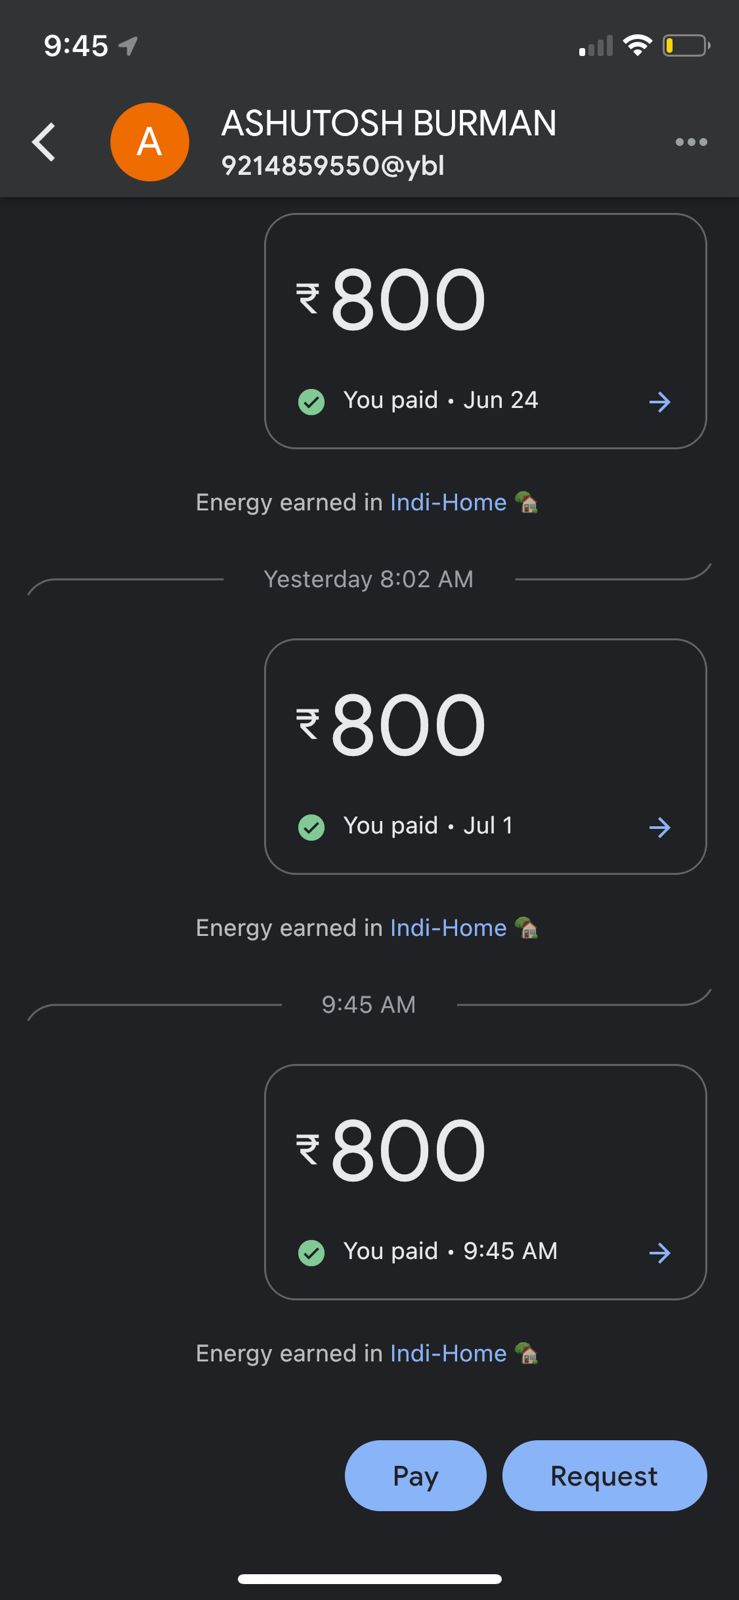 9:45
A
ASHUTOSH BURMAN
9214859550@ybl
₹800
You paid • Jun 24
Energy earned in Indi-Home
Yesterday 8:02 AM
₹800
You paid • Jul 1
Energy earned in Indi-Home
9:45 AM
₹800
You paid • 9:45 AM
Energy earned in Indi-Home
Pay
Request